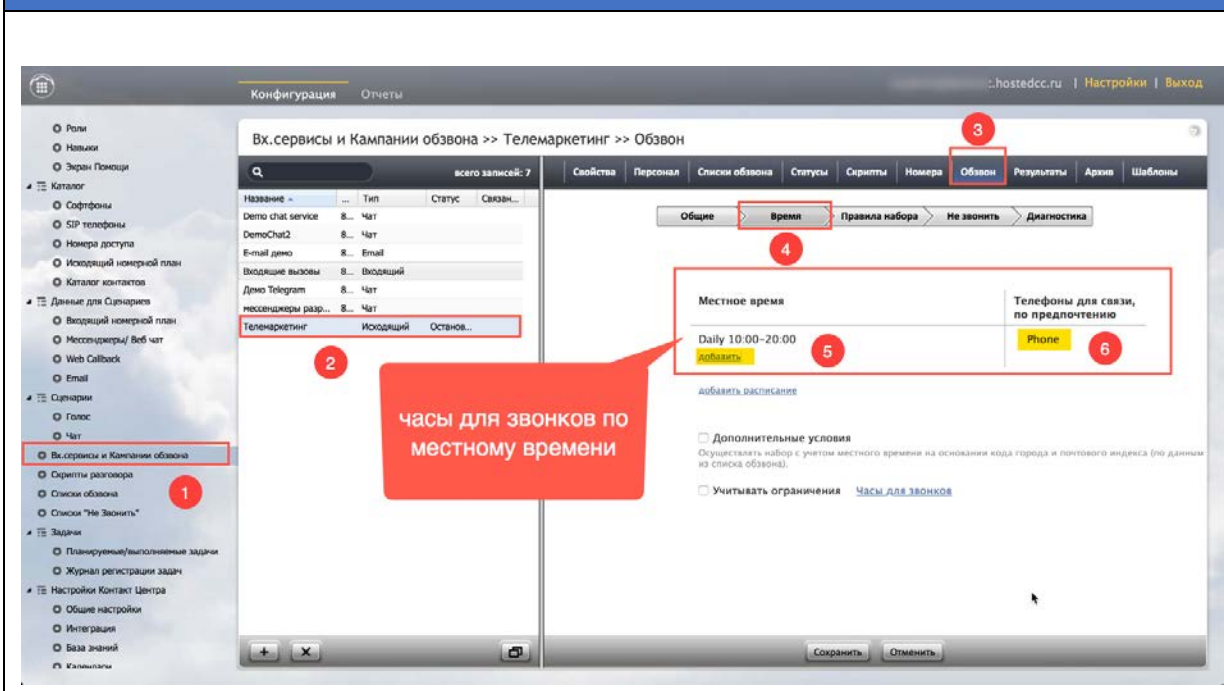 :.hostedcc.ru | Настройки | Выход
Конфигурация Отчеты
Роли
Навыки
Экран Помощи
Каталог
Софтфоны
SIP телефоны
Номера доступа
Исходящий номерной план
Каталог контактов
Данные для Сценариев
Входящий номерной план
Мессенджеры/ Веб чат
Web Callback
Email
Сценарии
Голос
Чат
Вх.сервисы и Кампании обзвона
Скрипты разговора
Списки обзвона
Списки "Не Звонить"
Задачи
Планируемые/выполняемые задачи
Журнал регистрации задач
Настройки Контакт Центра
Общие настройки
Интеграция
База знаний
Календари
1
Вх.сервисы и Кампании обзвона >> Телемаркетинг >> Обзвон
всего записей: 7
Название ... Тип Статус Связан...
Demo chat service 8... Чат
DemoChat2 8... Чат
E-mail демо 8... Email
Входящие вызовы 8... Входящий
Демо Telegram 8... Чат
мессенджеры разр... 8... Чат
Телемаркетинг Исходящий Останов...
2
3
Свойства Персонал Списки обзвона Статусы Скрипты Номера Обзвон Результаты Архив Шаблоны
Общие Время Правила набора Не звонить Диагностика
4
Местное время Телефоны для связи,
по предпочтению
Daily 10:00-20:00 Phone
добавить
5
6
добавить расписание
часы для звонков по
местному времени
Дополнительные условия
Осуществлять набор с учетом местного времени на основании кода города и почтового индекса (по данным
из списка обзвона).
Учитывать ограничения Часы для звонков
Сохранить Отменить